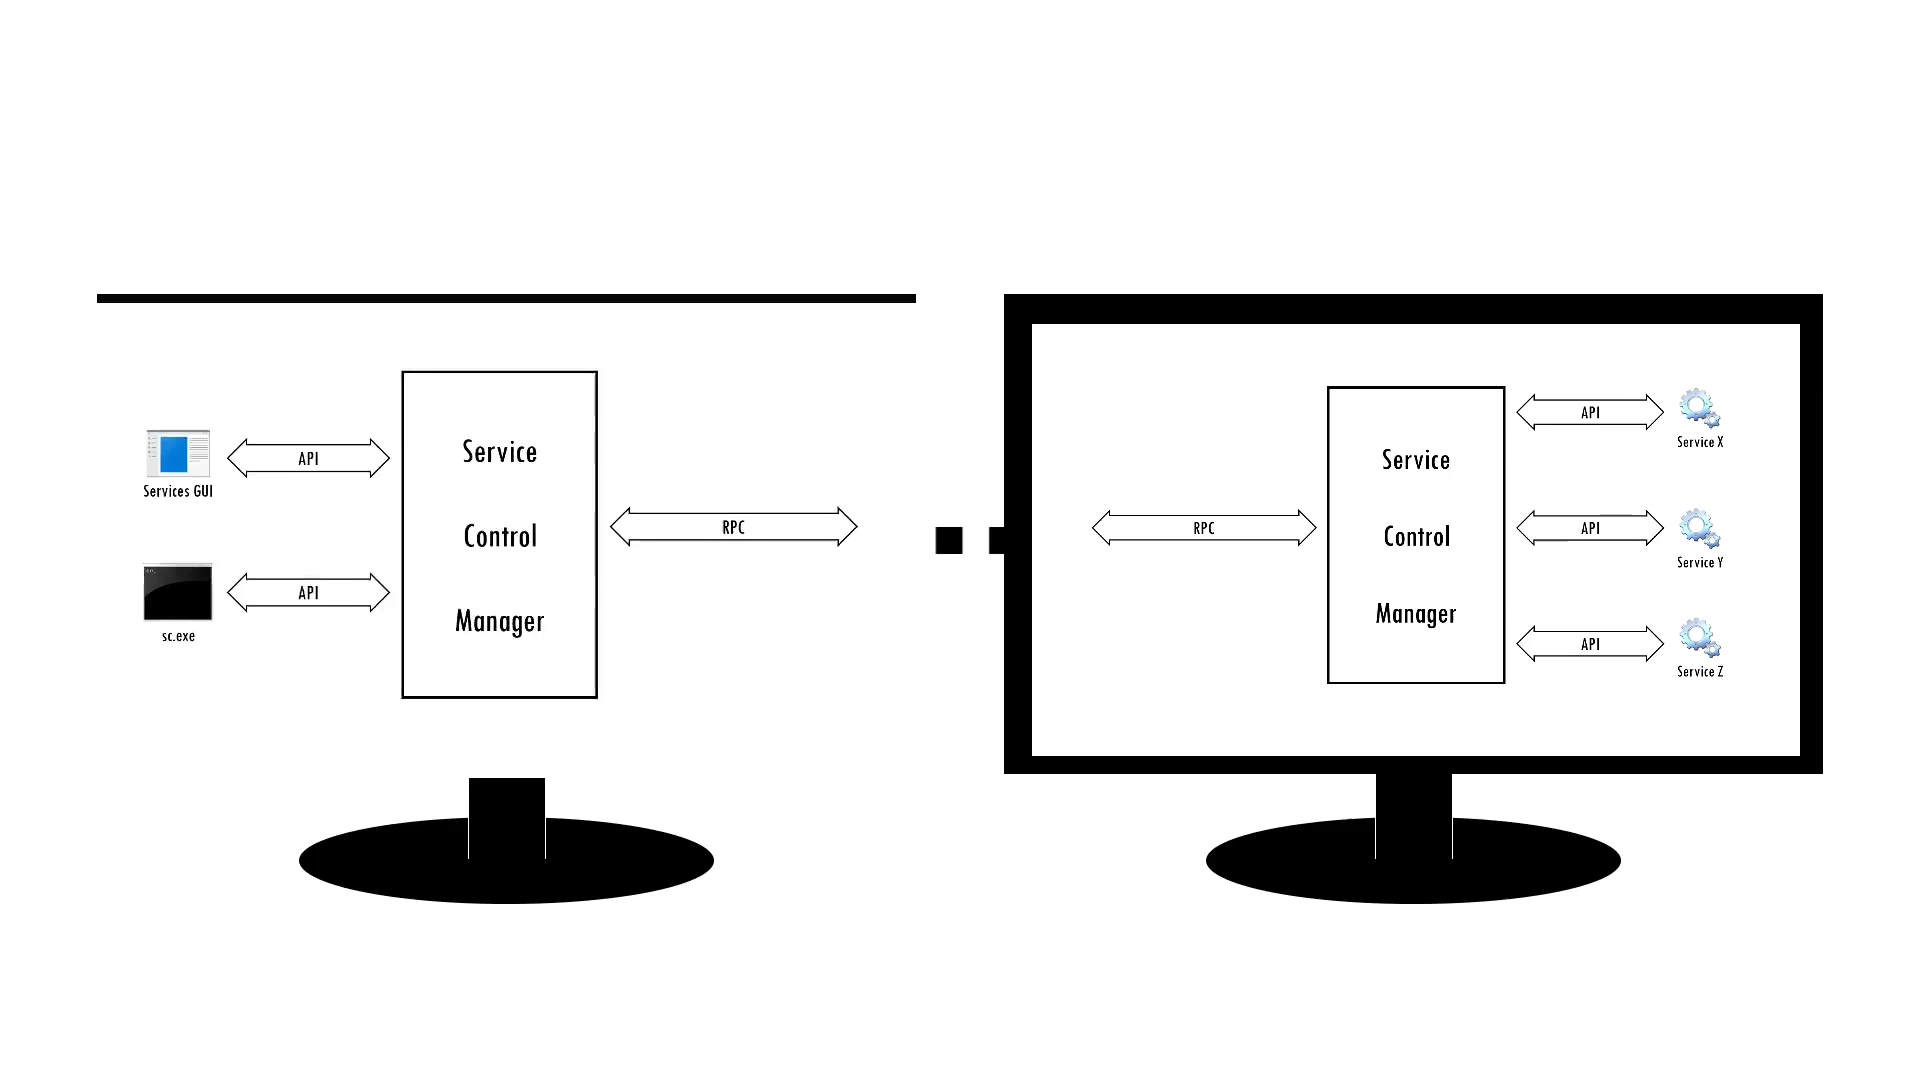 Services GUI
API
sc.exe
API
Service
Control
Manager
RPC
RPC
Service
Control
Manager
API
Service X
API
Service Y
API
Service Z